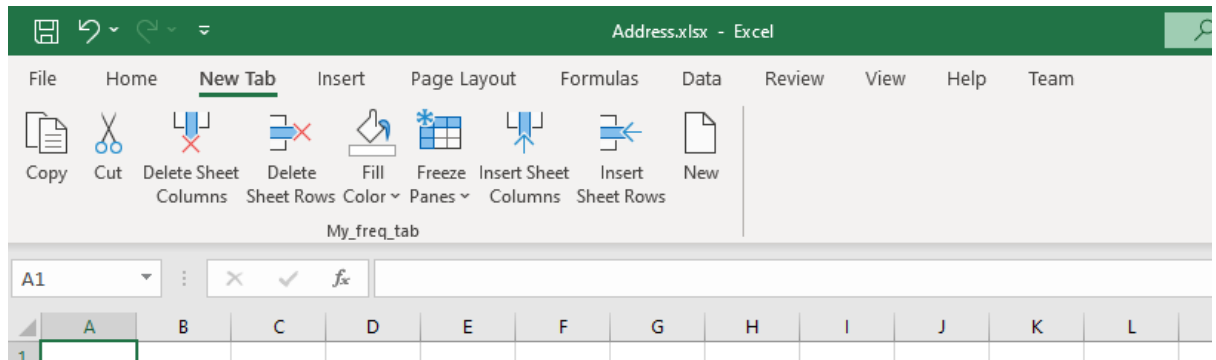 Address.xlsx - Excel
File Home New Tab Insert Page Layout Formulas Data Review View Help Team
Copy Cut Delete Sheet Delete Fill Freeze Insert Sheet Insert New
Columns Sheet Rows Color Panes Columns Sheet Rows
My_freq_tab
A1 fx
A B C D E F G H I J K L
1